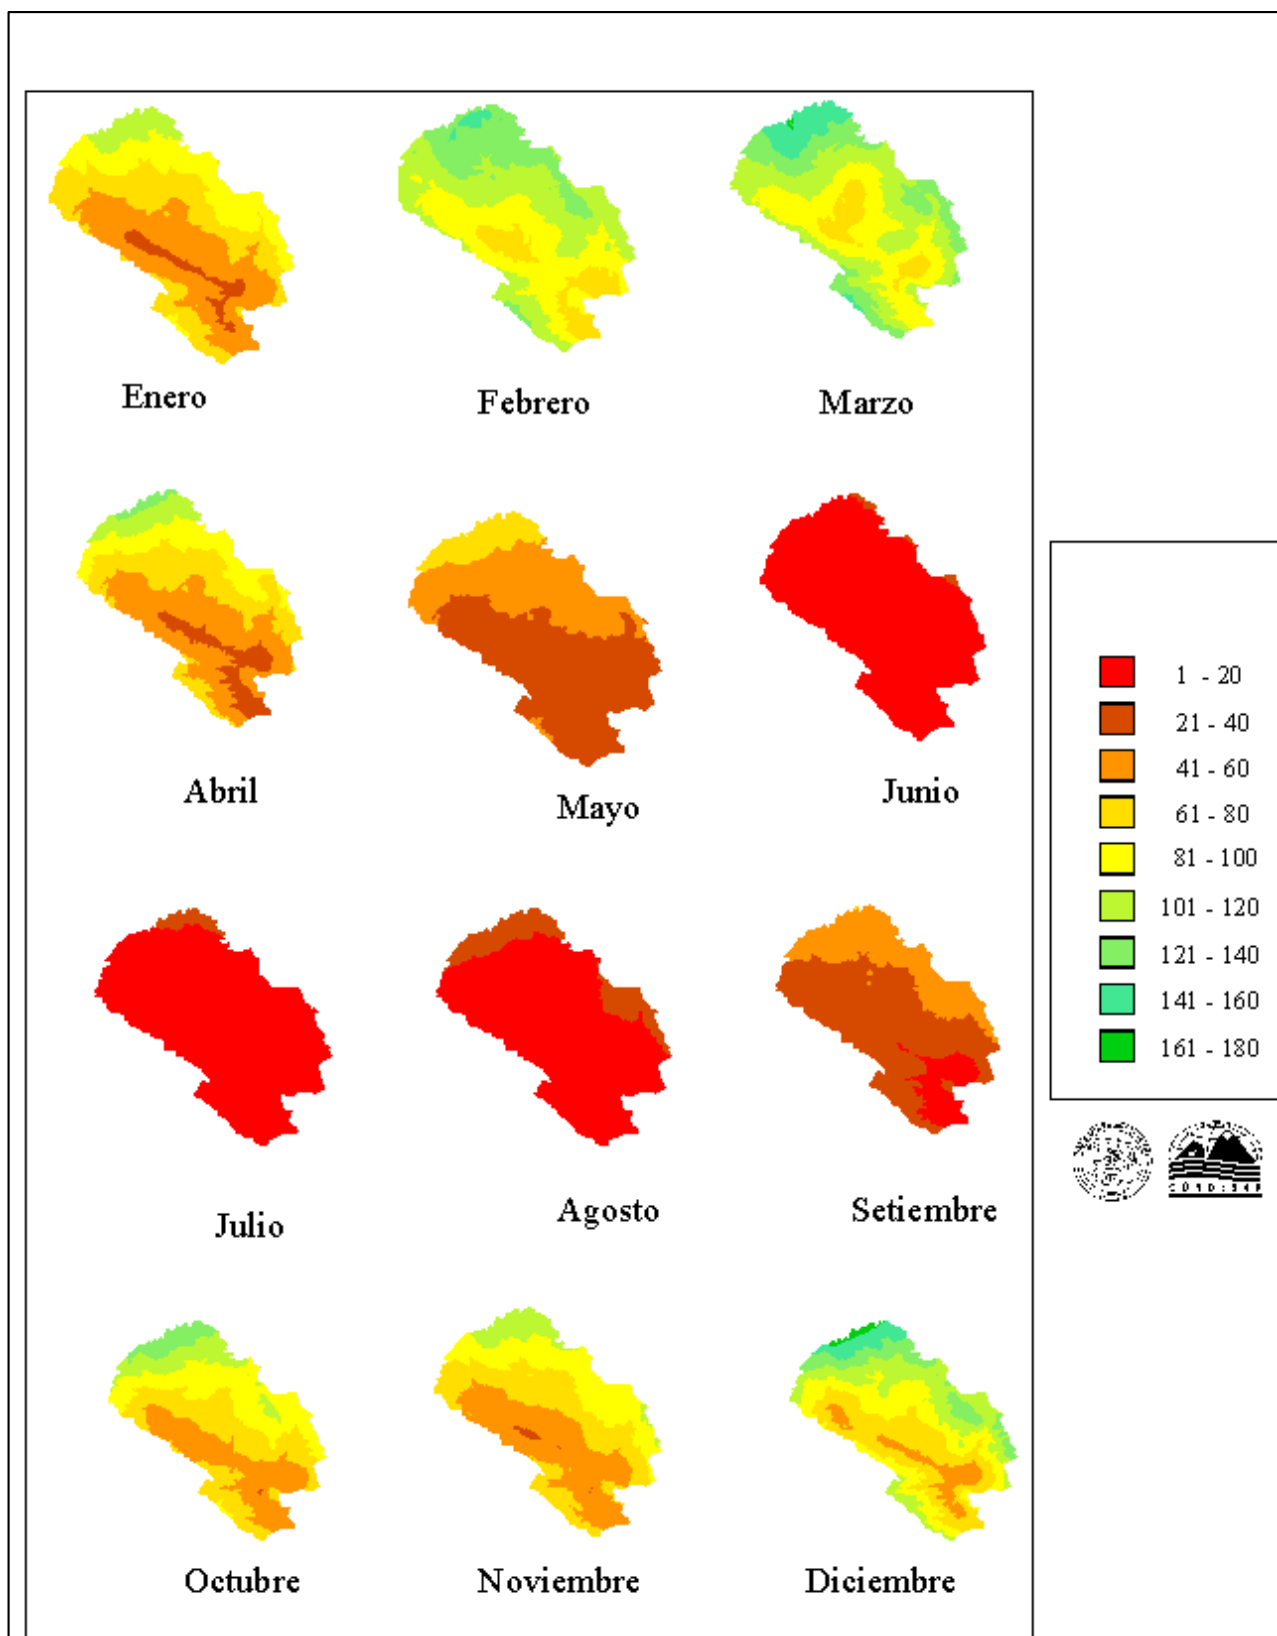 Enero
Febrero
Marzo
Abril
Mayo
Junio
Julio
Agosto
Setiembre
Octubre
Noviembre
Diciembre
1 - 20
21 - 40
41 - 60
61 - 80
81 - 100
101 - 120
121 - 140
141 - 160
161 - 180